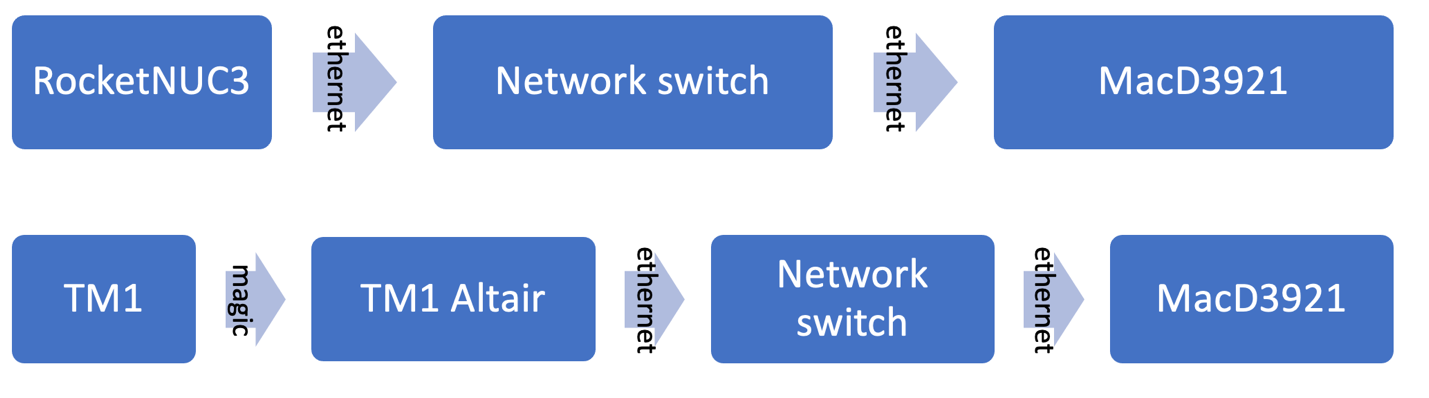 RocketNUC3
ethernet
Network switch
ethernet
MacD3921
TM1
magic
TM1 Altair
ethernet
Network
switch
ethernet
MacD3921